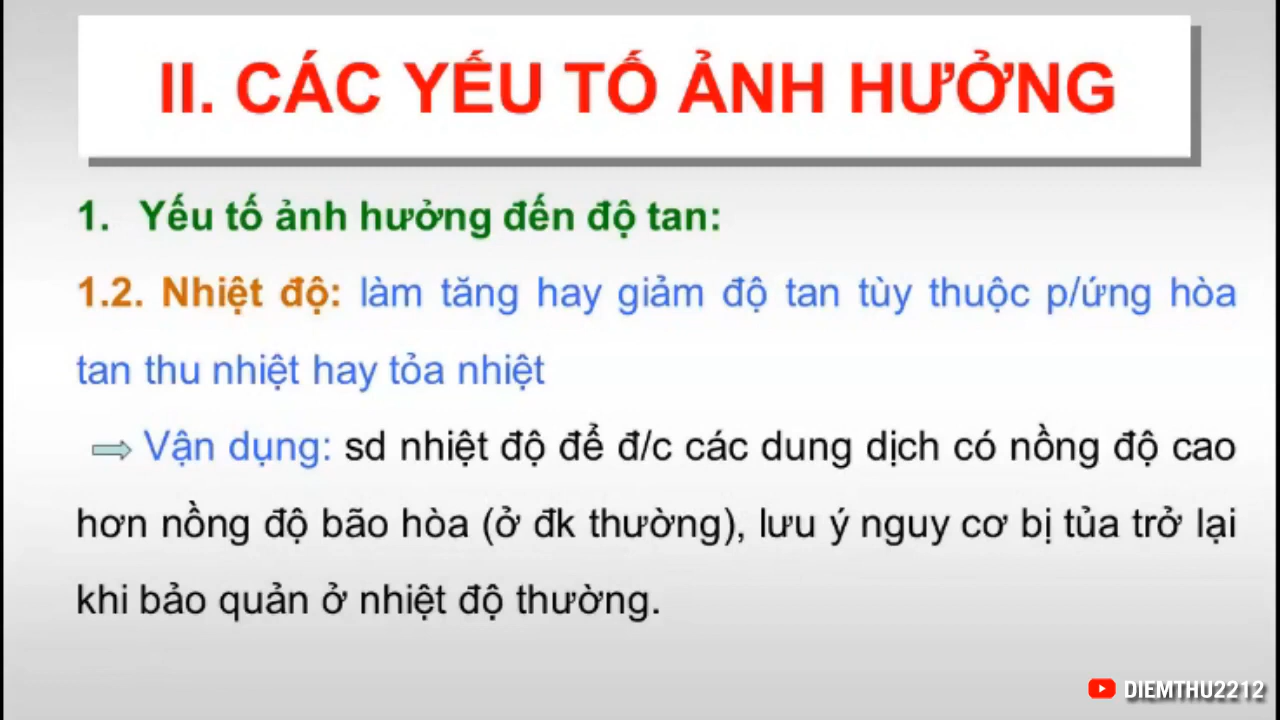 II. CÁC YẾU TỐ ẢNH HƯỞNG
1. Yếu tố ảnh hưởng đến độ tan:
1.2. Nhiệt độ: làm tăng hay giảm độ tan tùy thuộc p/ứng hòa
tan thu nhiệt hay tỏa nhiệt
Vận dụng: sd nhiệt độ để đ/c các dung dịch có nồng độ cao
hơn nồng độ bão hòa (ở đk thường), lưu ý nguy cơ bị tủa trở lại
khi bảo quản ở nhiệt độ thường.
DIEMTHU2212